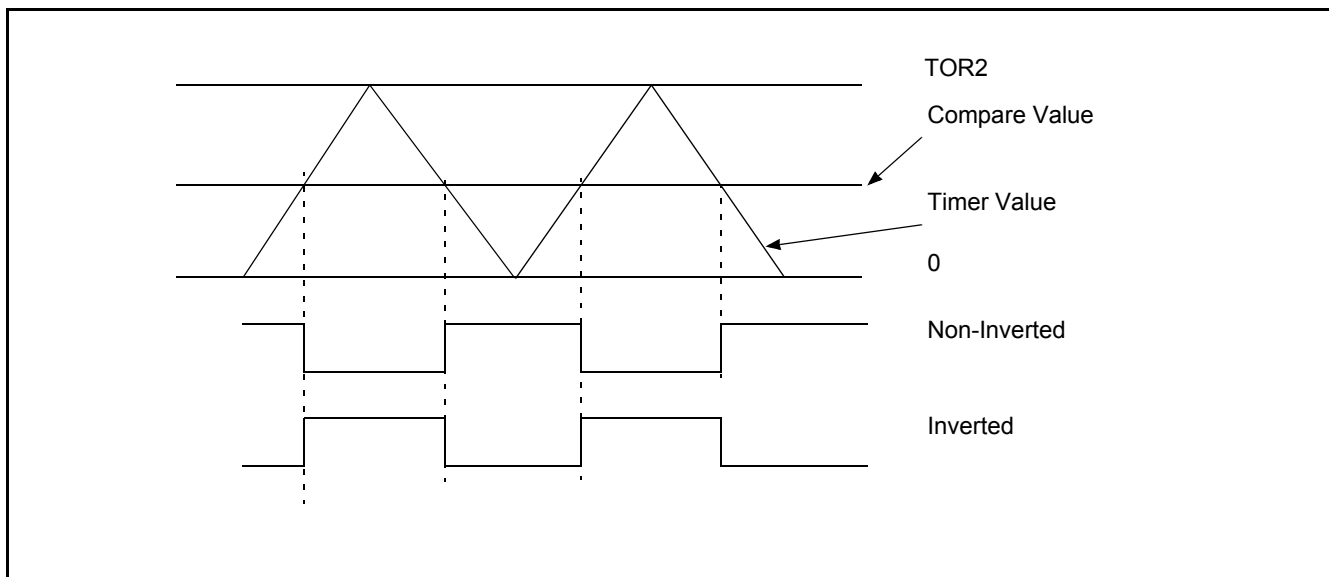 TOR2
Compare Value
Timer Value
0
Non-Inverted
Inverted